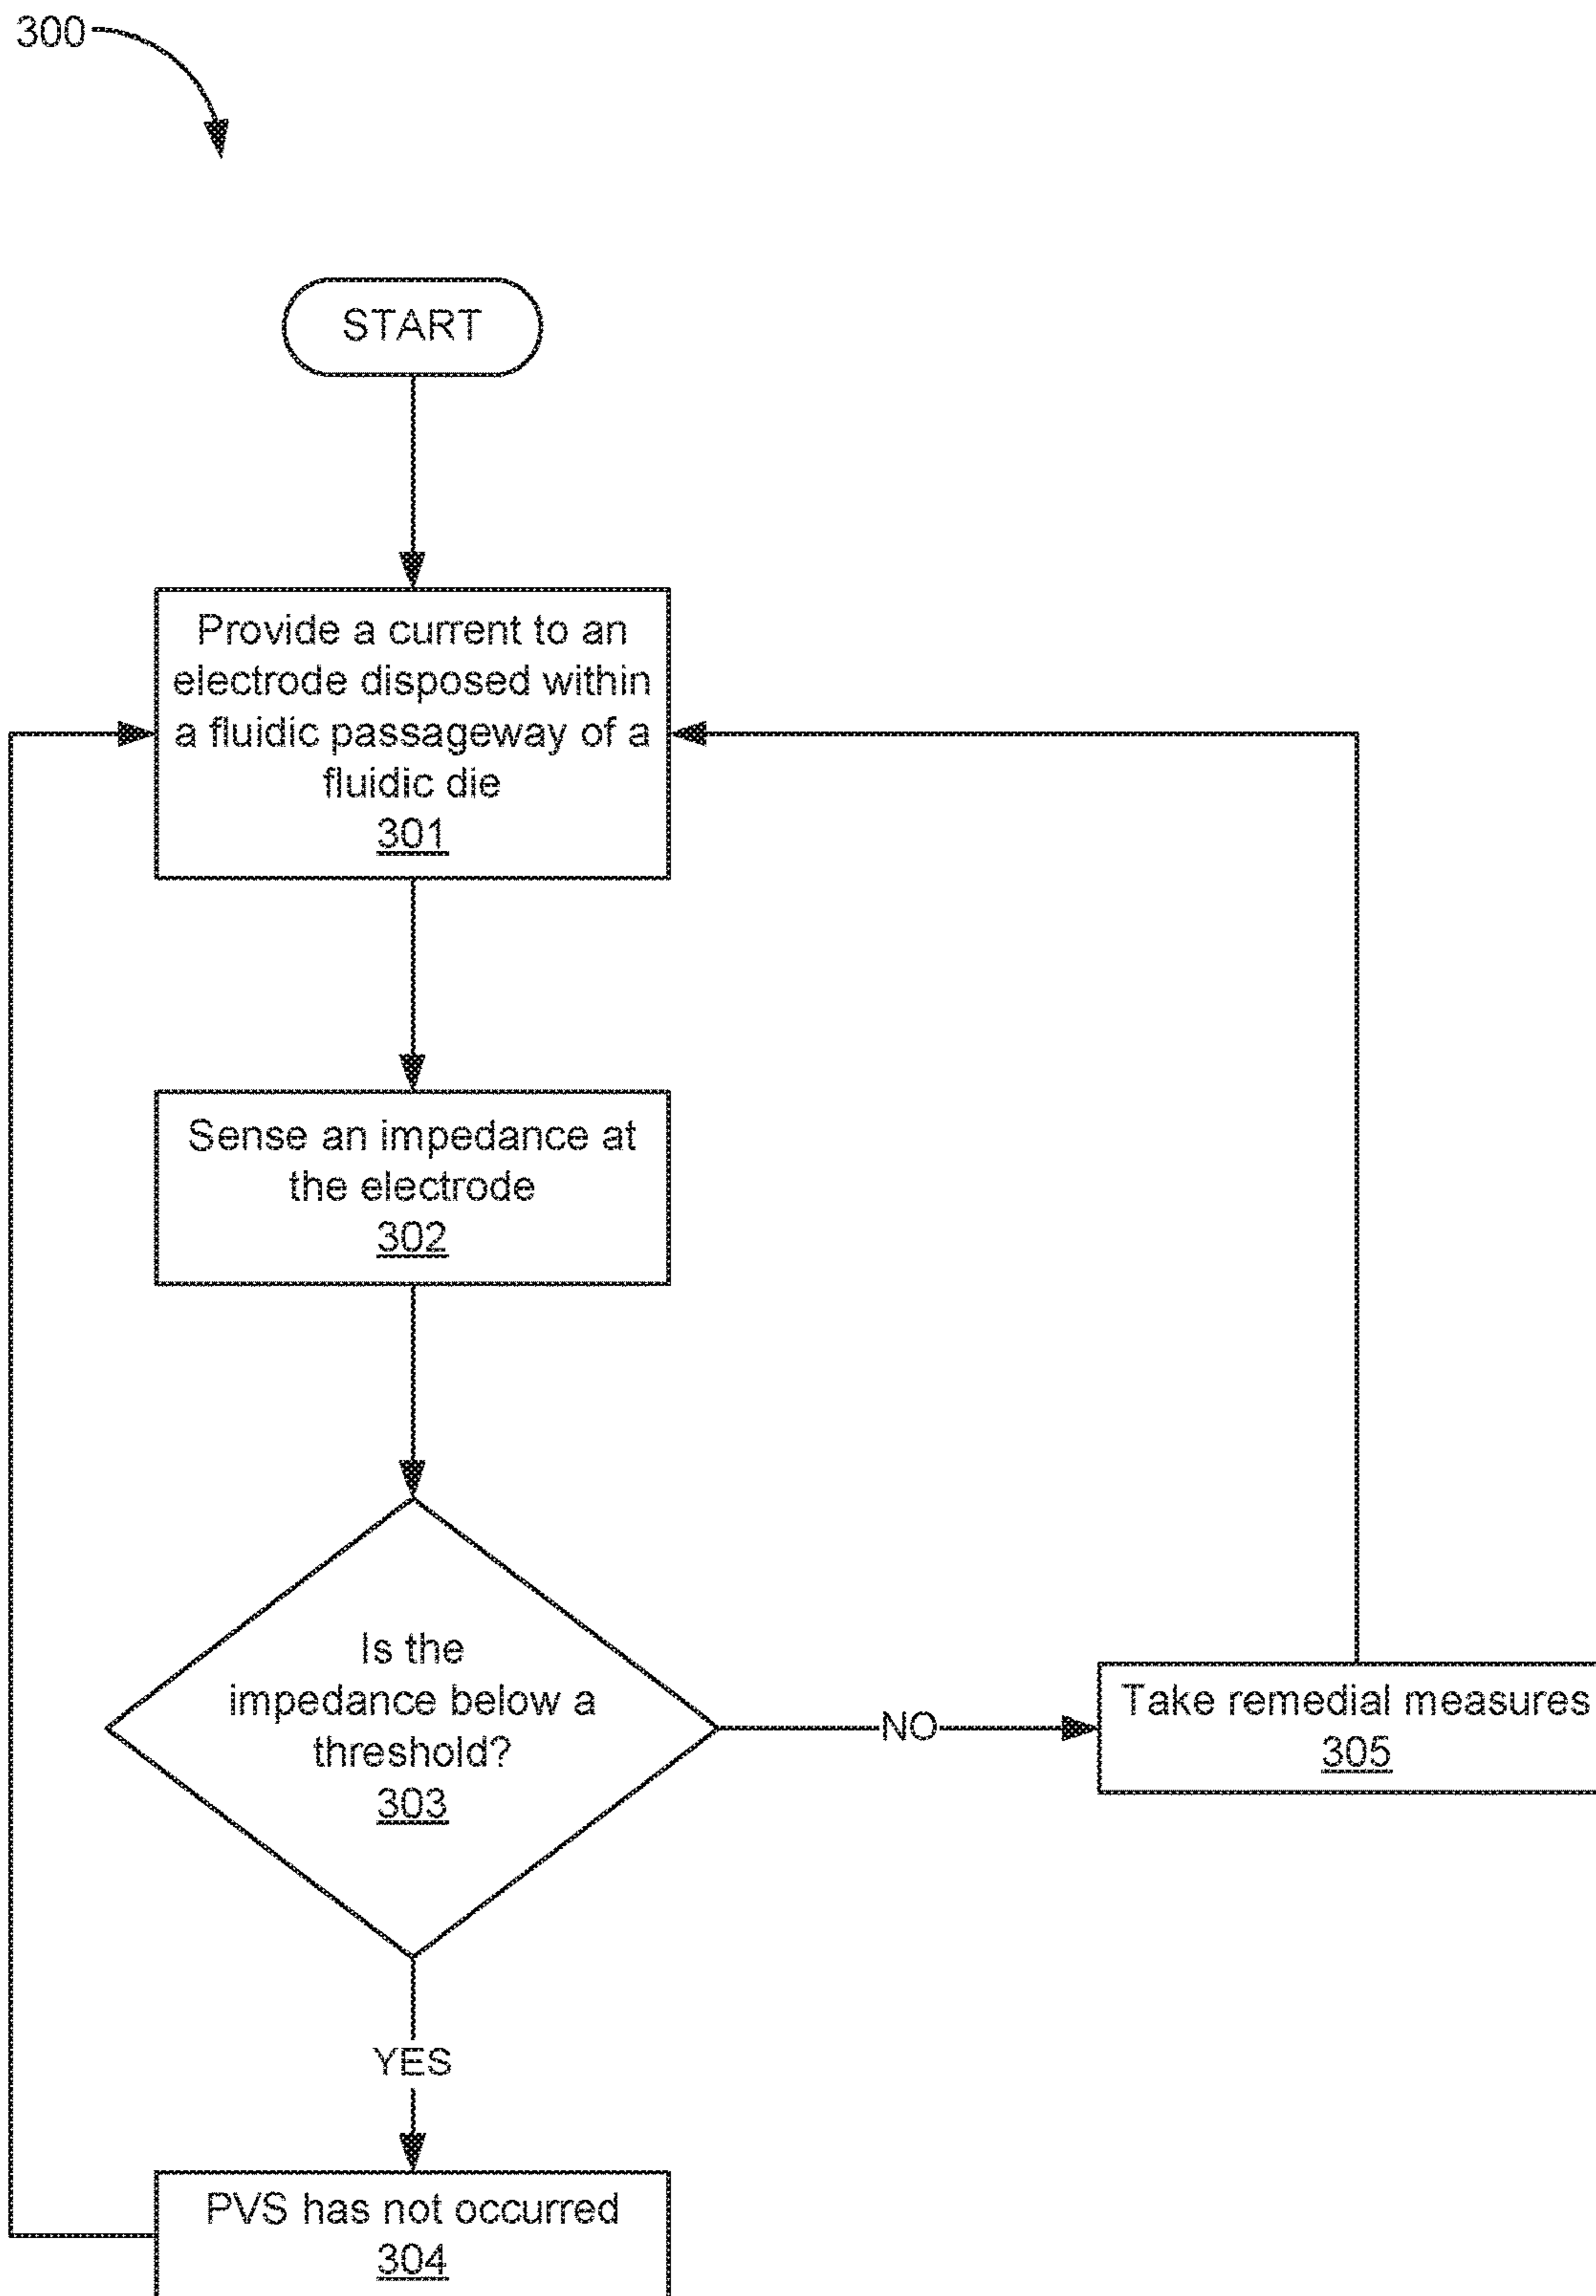 300
START
Provide a current to an
electrode disposed within
a fluidic passageway of a
fluidic die
301
Sense an impedance at
the electrode
302
Is the
impedance below a
threshold?
303
NO
Take remedial measures
305
YES
PVS has not occurred
304